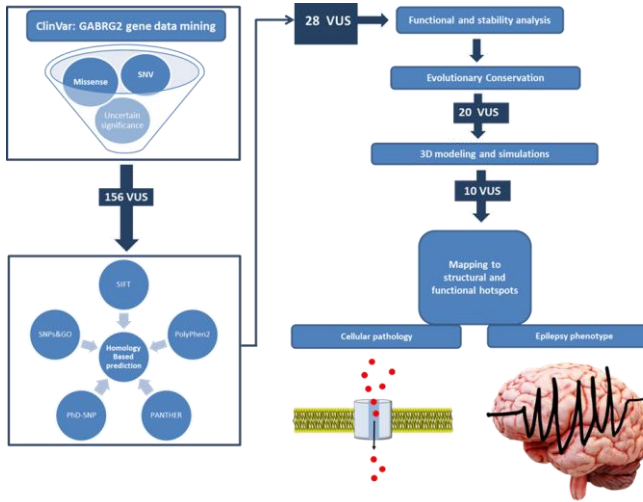 ClinVar: GABRG2 gene data mining
Missense
SNV
Uncertain
significance
156 VUS
SIFT
SNPs&GO
PolyPhen2
Homology
Based
prediction
PhD-SNP
PANTHER
28 VUS
Functional and stability analysis
Evolutionary Conservation
20 VUS
3D modeling and simulations
10 VUS
Mapping to
structural and
functional hotspots
Cellular pathology
Epilepsy phenotype